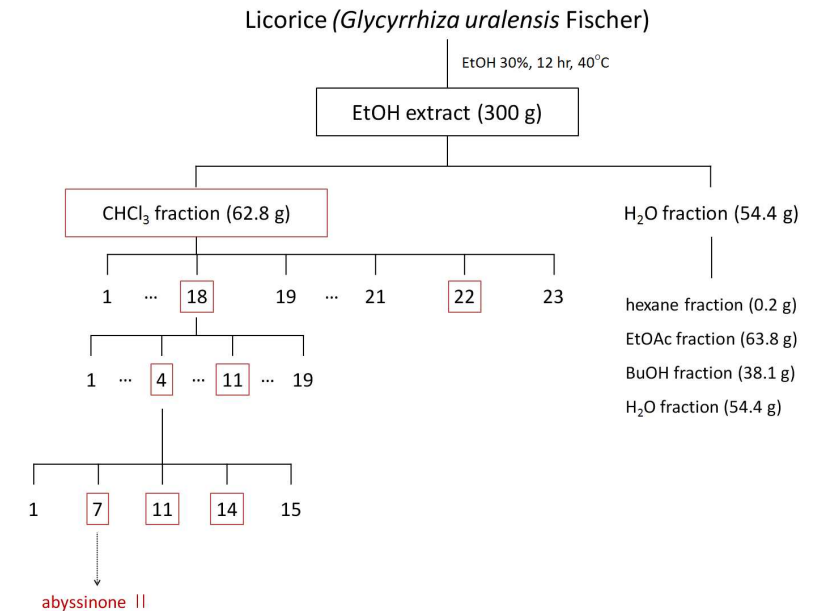 Licorice (Glycyrrhiza uralensis Fischer)
EtOH 30%, 12 hr, 40°C
EtOH extract (300 g)
CHCl₃ fraction (62.8 g)
H₂O fraction (54.4 g)
1 ... 18 19 ... 21 22 23
hexane fraction (0.2 g)
EtOAc fraction (63.8 g)
BuOH fraction (38.1 g)
H₂O fraction (54.4 g)
1 ... 4 ... 11 ... 19
1 7 11 14 15
abyssinone II